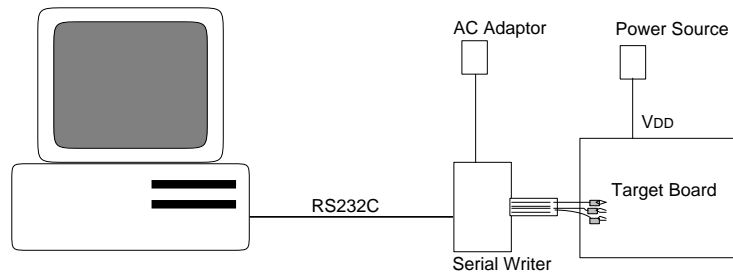 AC Adaptor
Power Source
VDD
Target Board
RS232C
Serial Writer